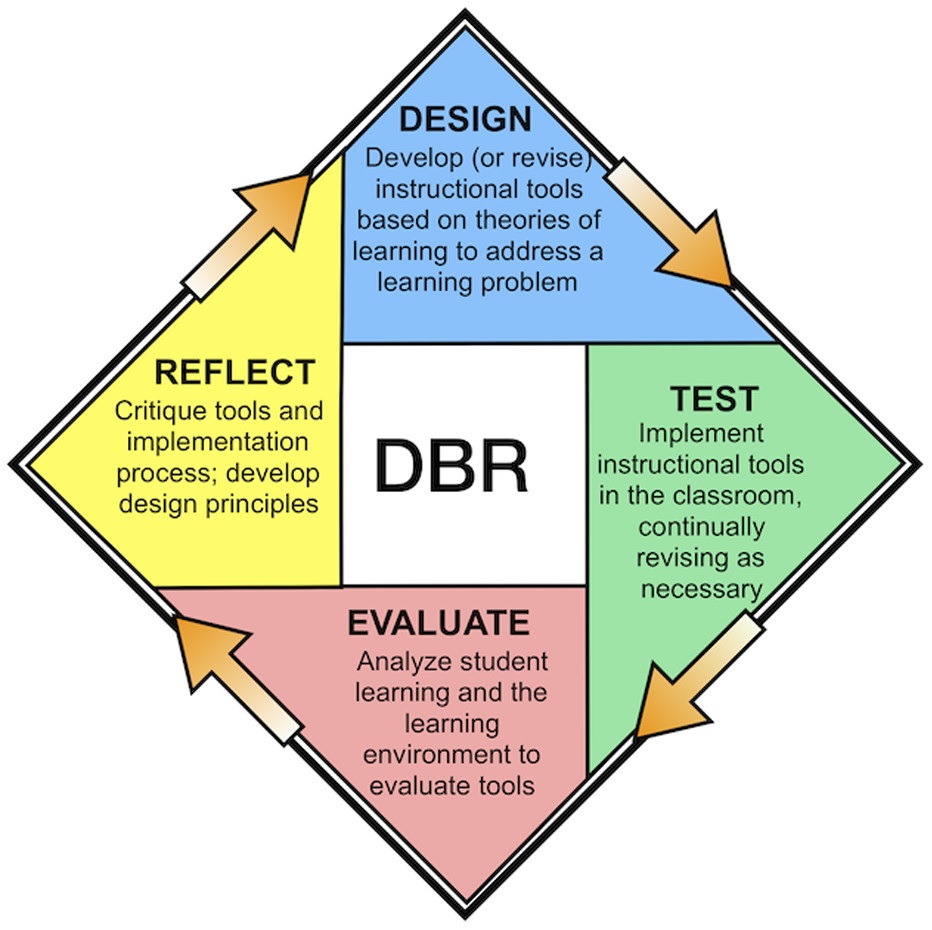 DESIGN
Develop (or revise)
instructional tools
based on theories of
learning to address a
learning problem
REFLECT
Critique tools and
implementation
process; develop
design principles
DBR
TEST
Implement
instructional tools
in the classroom,
continually
revising as
necessary
EVALUATE
Analyze student
learning and the
learning
environment to
evaluate tools